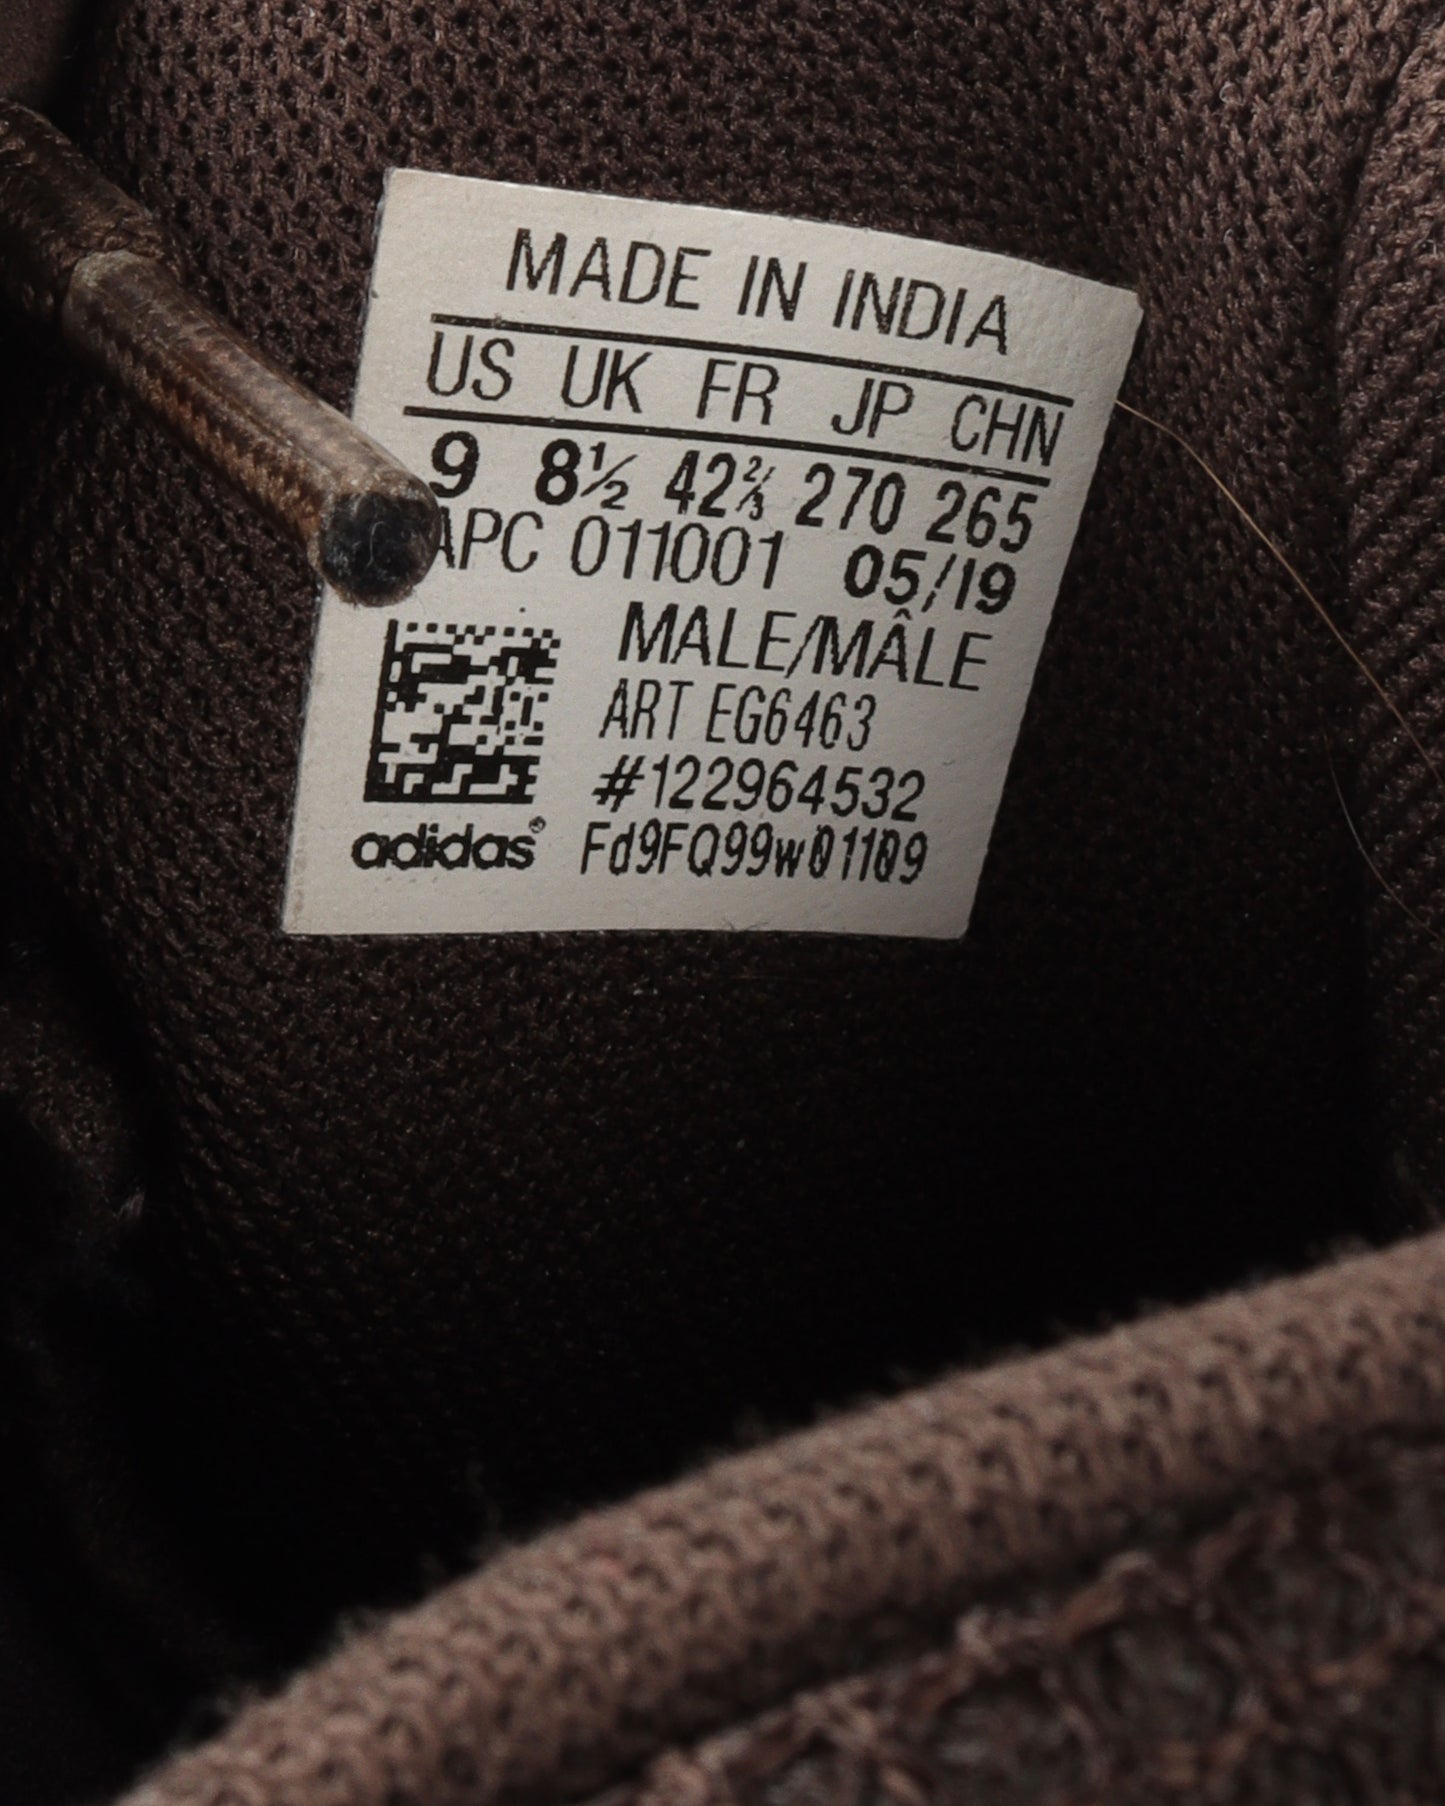 MADE IN INDIA
US UK FR JP CHN
9 8½ 42⅔ 270 265
APC 011001 05/19
MALE/MÂLE
ART EG6463
#122964532
adidas® Fd9FQ99w01109